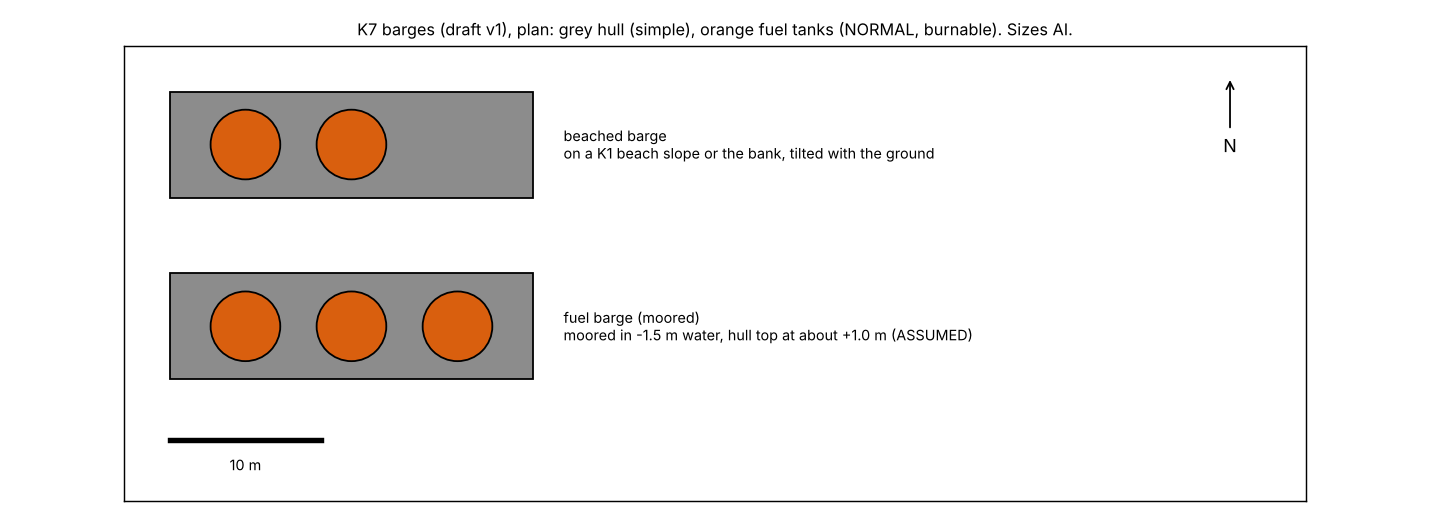 K7 barges (draft v1), plan: grey hull (simple), orange fuel tanks (NORMAL, burnable). Sizes AI.
N
beached barge
on a K1 beach slope or the bank, tilted with the ground
fuel barge (moored)
moored in -1.5 m water, hull top at about +1.0 m (ASSUMED)
10 m